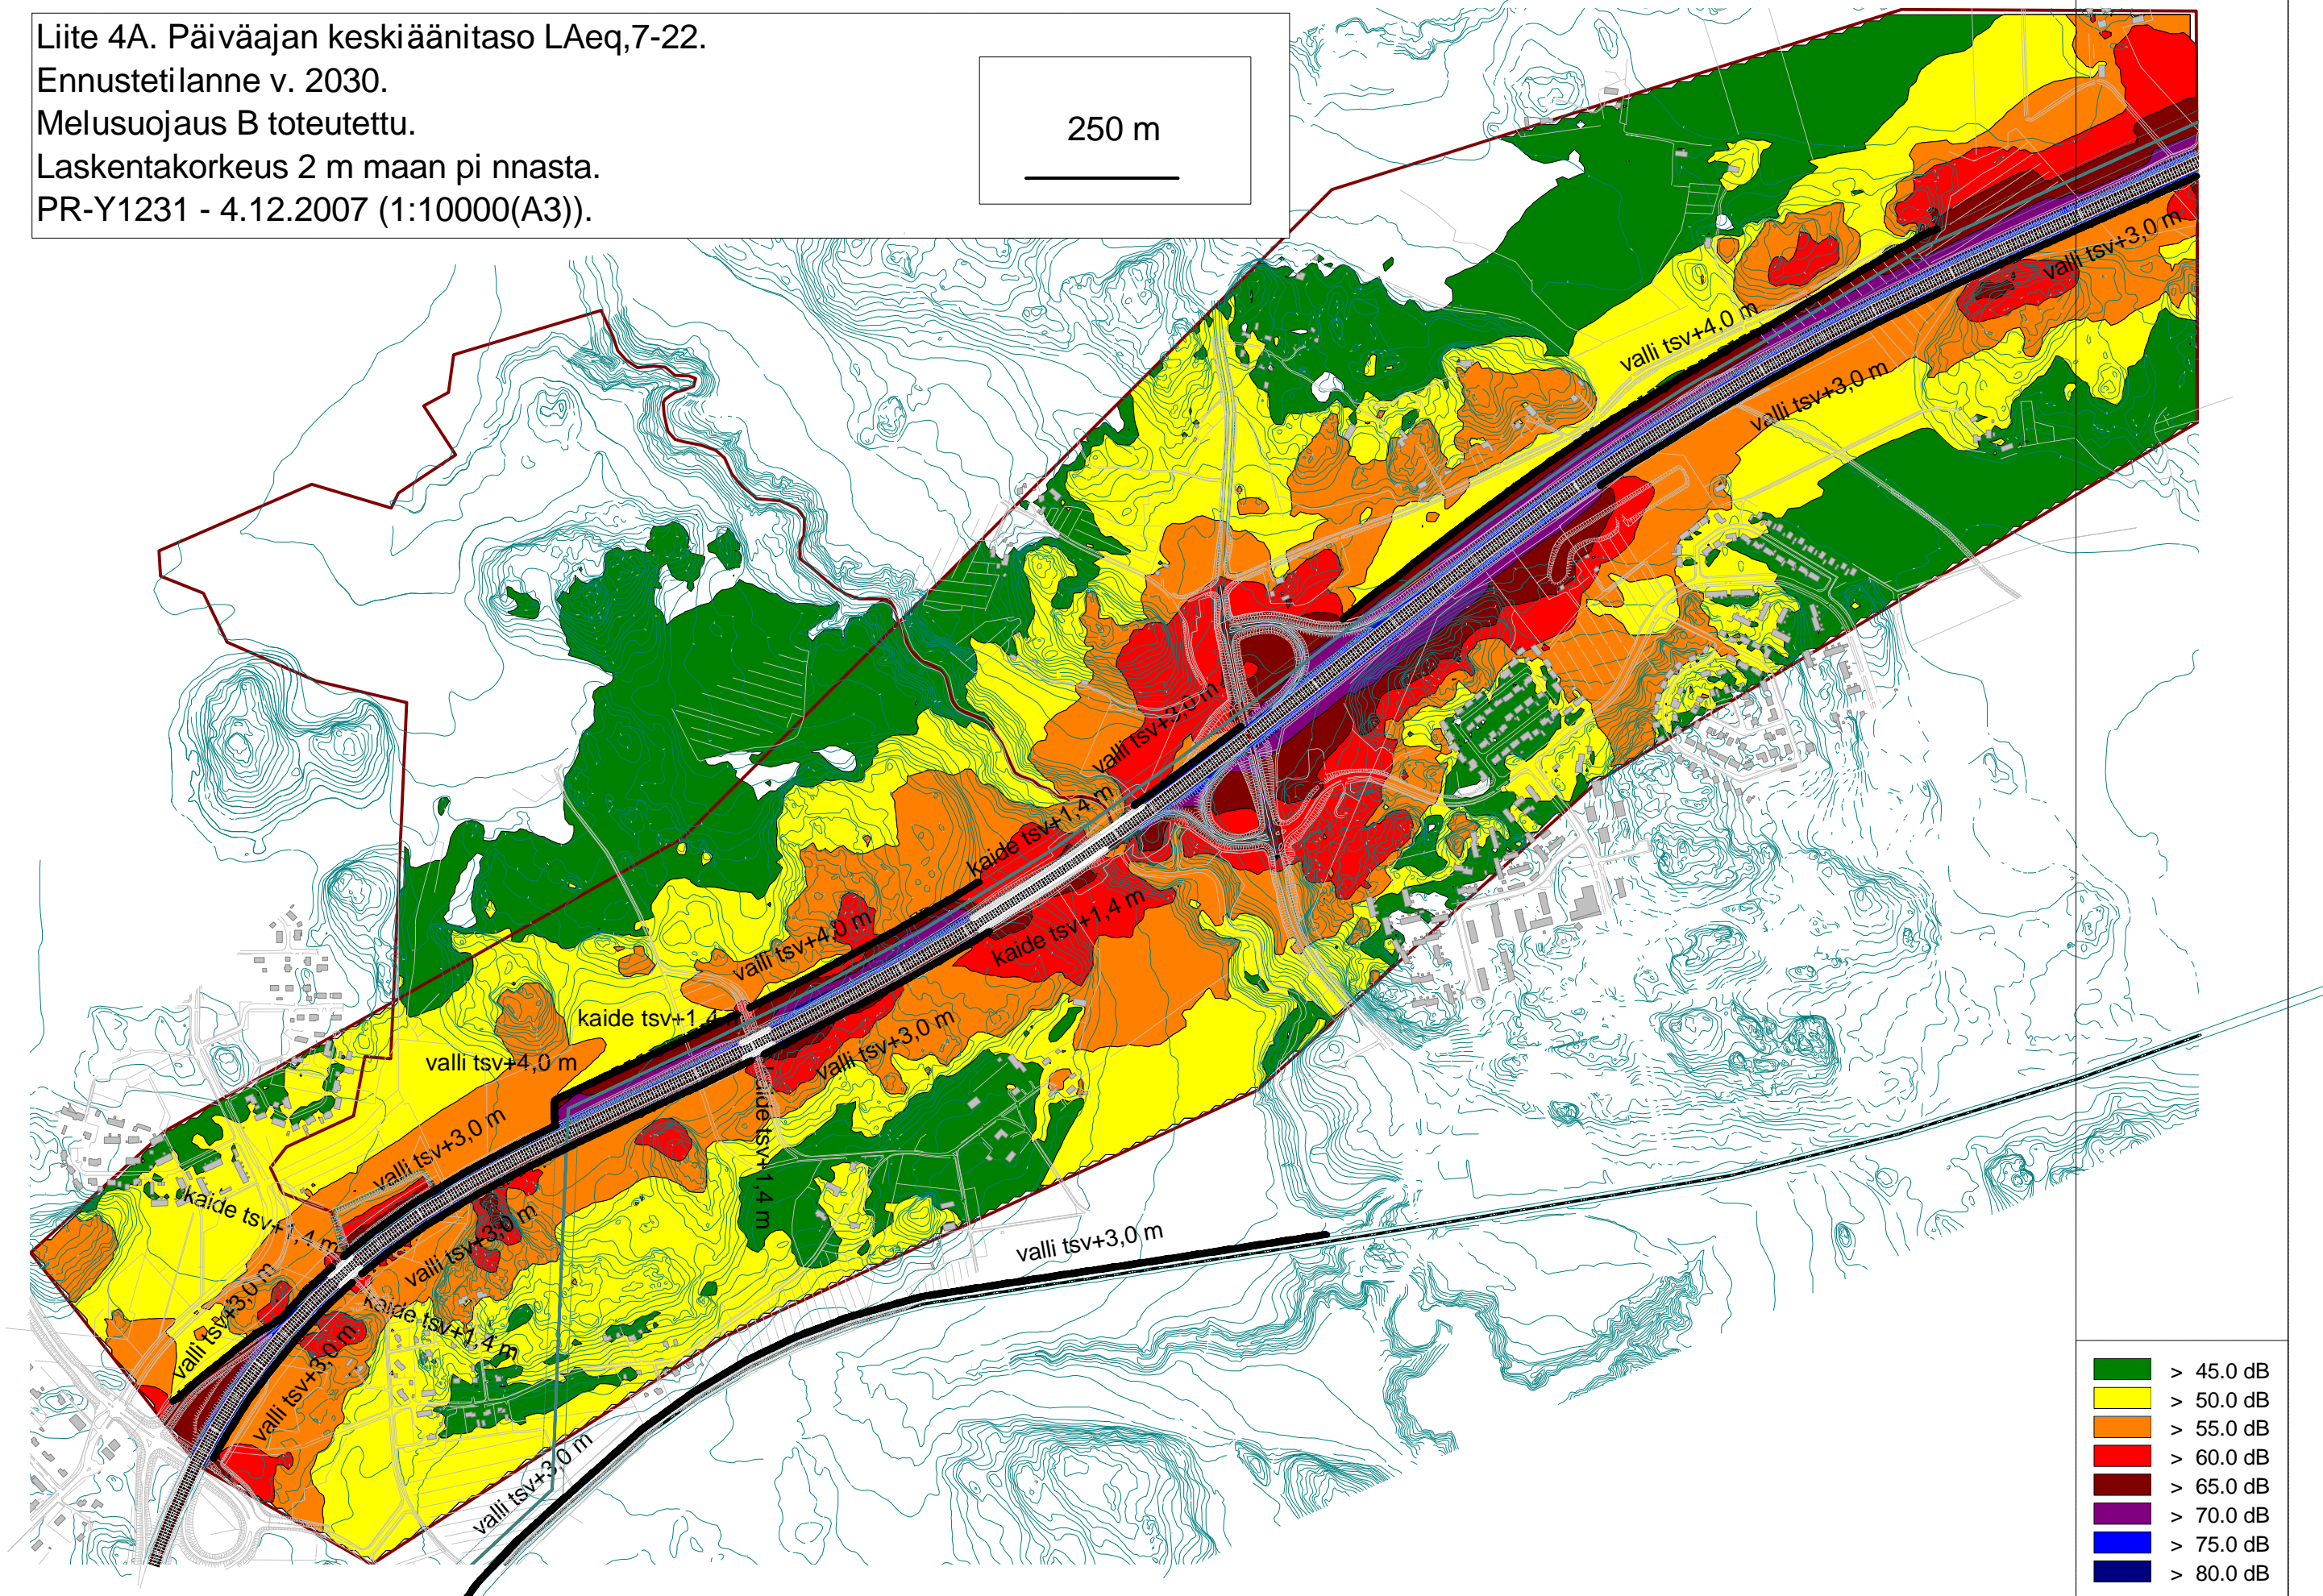 Liite 4A. Päiväajan keskiäänitaso LAeq,7-22.
Ennustetilanne v. 2030.
Melusuojaus B toteutettu.
Laskentakorkeus 2 m maan pi nnasta.
PR-Y1231 - 4.12.2007 (1:10000(A3)).
250 m
valli tsv+3,0 m
valli tsv+4,0 m
valli tsv+3,0 m
valli tsv+3,0 m
kaide tsv+1,4 m
valli tsv+4,0 m
kaide tsv+1,4 m
kaide tsv+1,4 m
valli tsv+4,0 m
valli tsv+3,0 m
kaide tsv+1,4 m
valli tsv+3,0 m
kaide tsv+1,4 m
valli tsv+3,0 m
valli tsv+3,0 m
valli tsv+3,0 m
kaide tsv+1,4 m
valli tsv+3,0 m
valli tsv+3,0 m
> 45.0 dB
> 50.0 dB
> 55.0 dB
> 60.0 dB
> 65.0 dB
> 70.0 dB
> 75.0 dB
> 80.0 dB